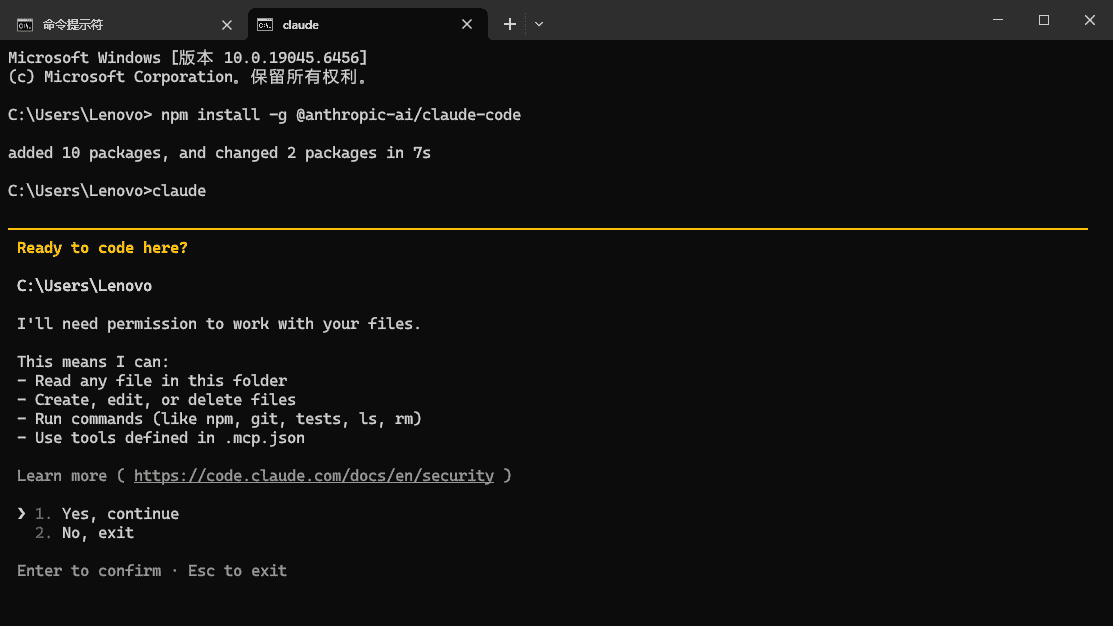 命令提示符
claude
Microsoft Windows [版本 10.0.19045.6456]
(c) Microsoft Corporation。保留所有权利。
C:\Users\Lenovo> npm install -g @anthropic-ai/claude-code
added 10 packages, and changed 2 packages in 7s
C:\Users\Lenovo>claude
Ready to code here?
C:\Users\Lenovo
I'll need permission to work with your files.
This means I can:
- Read any file in this folder
- Create, edit, or delete files
- Run commands (like npm, git, tests, ls, rm)
- Use tools defined in .mcp.json
Learn more ( https://code.claude.com/docs/en/security )
❯ 1. Yes, continue
2. No, exit
Enter to confirm · Esc to exit